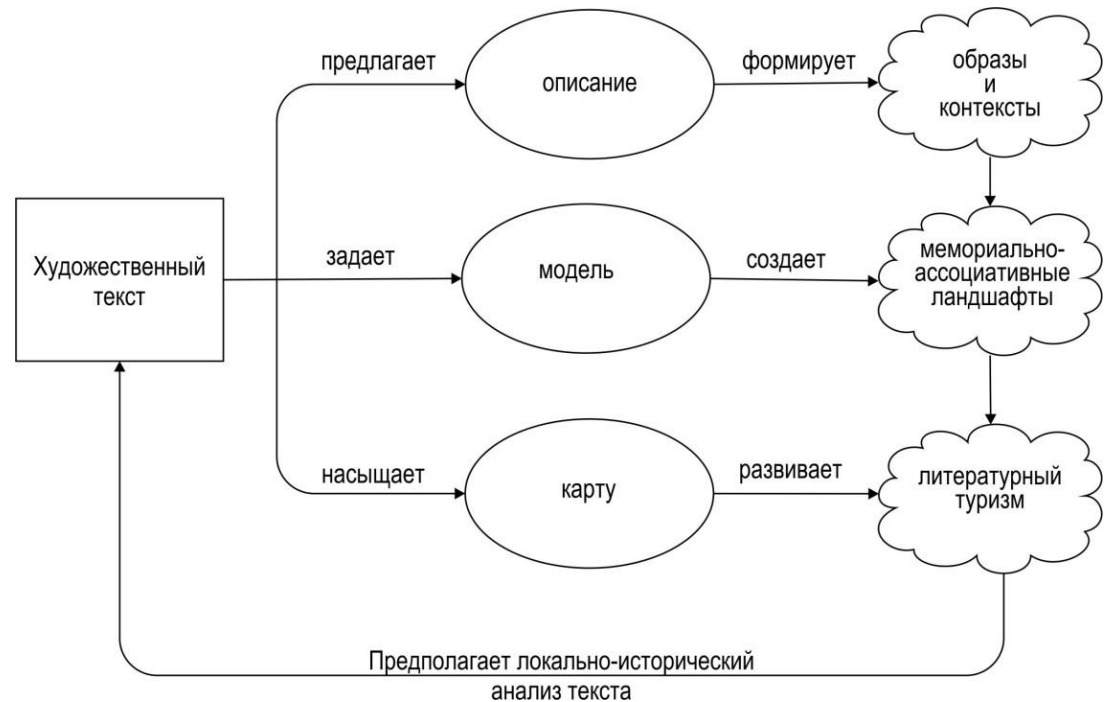 предлагает
описание
формирует
образы
и
контексты
Художественный
текст
задает
модель
создает
мемориально-
ассоциативные
ландшафты
насыщает
карту
развивает
литературный
туризм
Предполагает локально-исторический
анализ текста